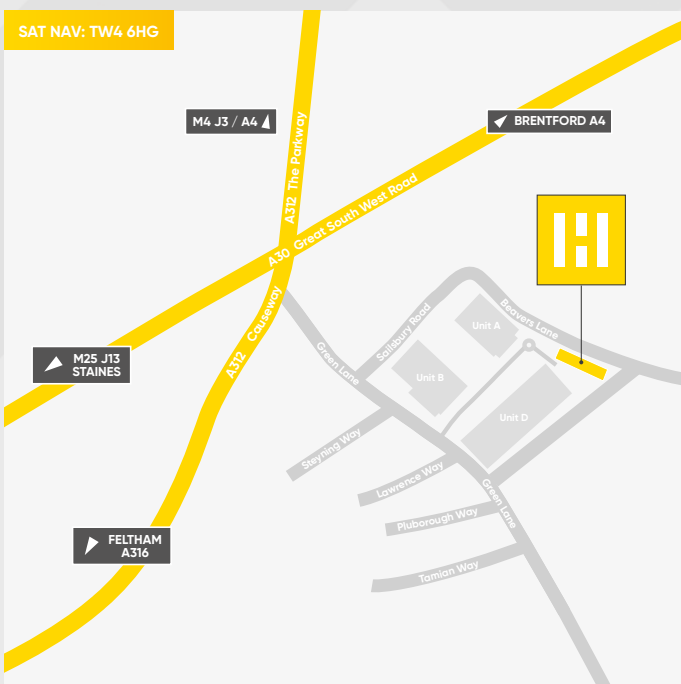 SAT NAV: TW4 6HG
M4 J3 / A4
BRENTFORD A4
A312 The Parkway
A30 Great South West Road
A312 Causeway
M25 J13
STAINES
Salisbury Road
Beavers Lane
Unit A
Green Lane
Unit B
Unit D
Steyning Way
Lawrence Way
Green Lane
Pluborough Way
FELTHAM
A316
Tamian Way